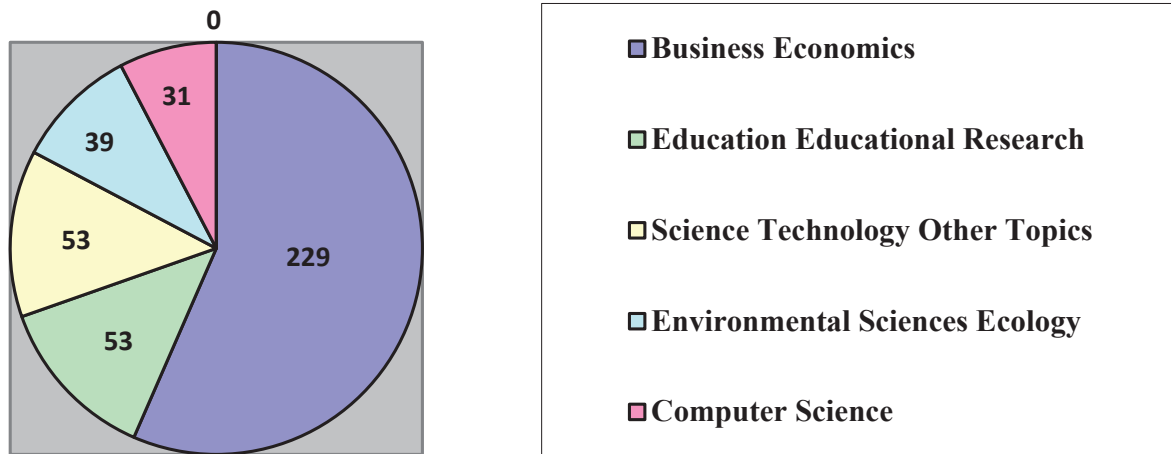 0
31
39
53
229
53
Business Economics
Education Educational Research
Science Technology Other Topics
Environmental Sciences Ecology
Computer Science